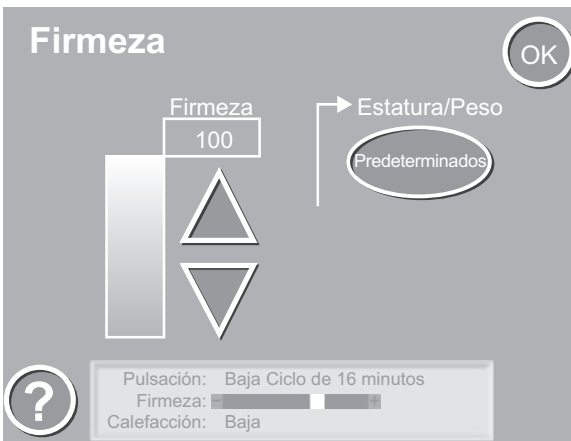 Firmeza
OK
Firmeza
100
Estatura/Peso
Predeterminados
?
Pulsación: Baja Ciclo de 16 minutos
Firmeza: - +
Calefacción: Baja